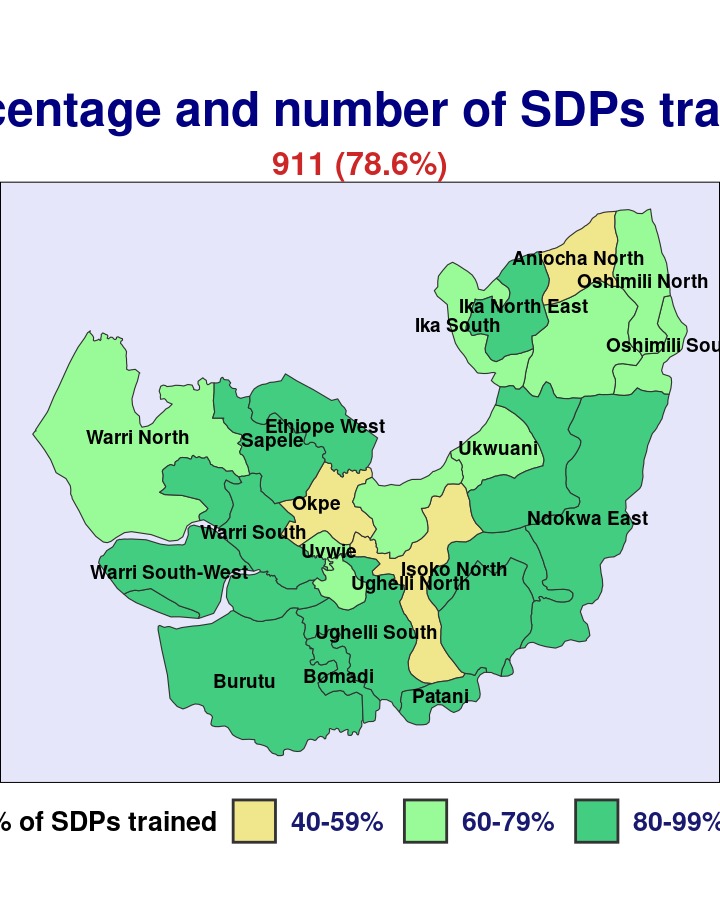 centage and number of SDPs tra
911 (78.6%)
Aniocha North
Oshimili North
Ika North East
Ika South
Oshimili Sou
Ethiope West
Warri North
Sapele
Ukwuani
Okpe
Ndokwa East
Warri South
Uvwie
Isoko North
Warri South-West
Ughelli North
Ughelli South
Bomadi
Burutu
Patani
% of SDPs trained 40-59% 60-79% 80-99%